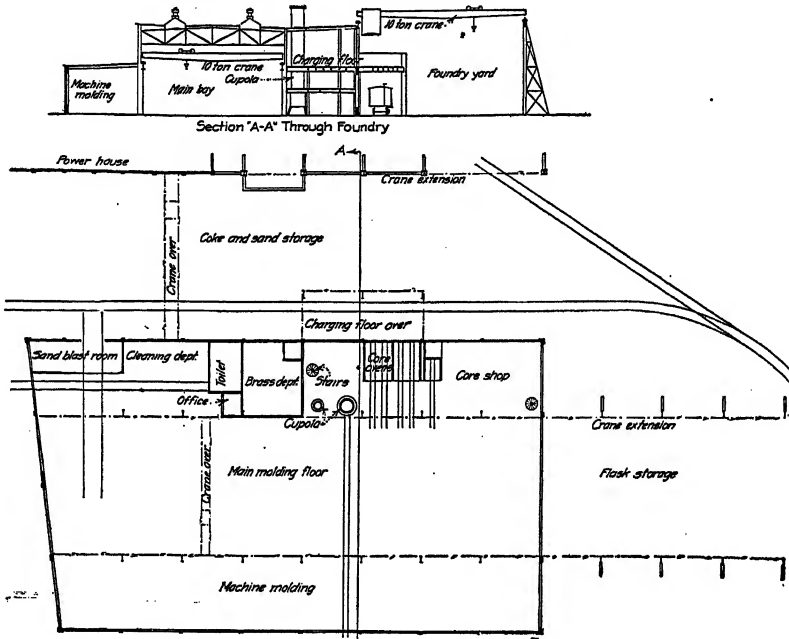 10 ton crane
Charging floor
10 ton crane
Cupola
Foundry yard
Machine
molding
Main bay
Section "A-A" Through Foundry
A
Power house
Crane extension
Coke and sand storage
Crane over
Charging floor over
Sand blast room
Cleaning dept.
Toilet
Brass dept.
Stairs
Core
ovens
Core shop
Office
Cupola
Crane extension
Main molding floor
Crane over
Flask storage
Machine molding